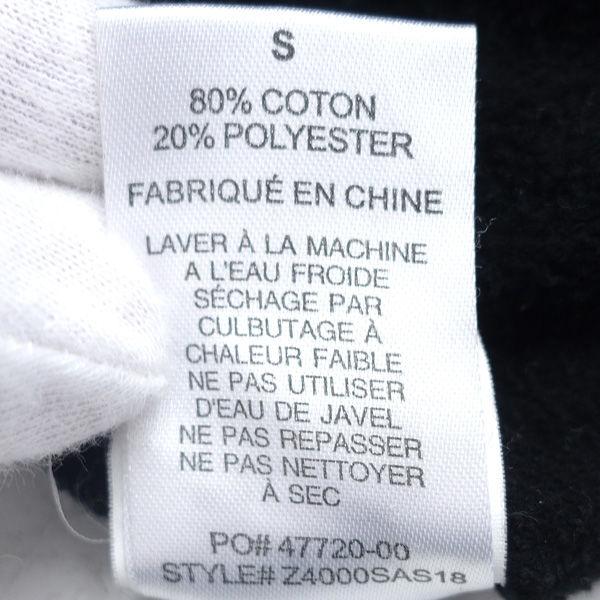 S
80% COTON
20% POLYESTER
FABRIQUÉ EN CHINE
LAVER À LA MACHINE
A L'EAU FROIDE
SÉCHAGE PAR
CULBUTAGE À
CHALEUR FAIBLE
NE PAS UTILISER
D'EAU DE JAVEL
NE PAS REPASSER
NE PAS NETTOYER
À SEC
PO# 47720-00
STYLE# Z4000SAS18